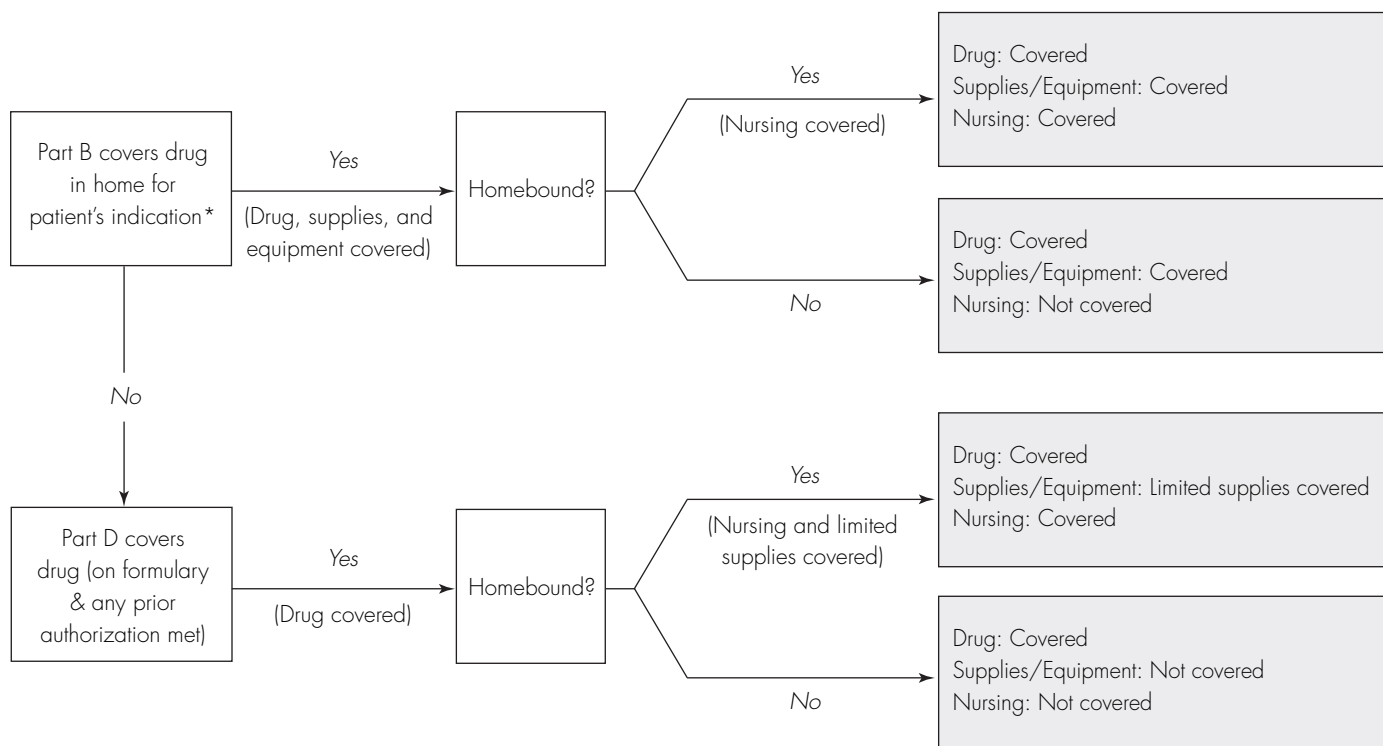 Part B covers drug
in home for
patient's indication*
Yes
(Drug, supplies, and
equipment covered)
Homebound?
Yes
(Nursing covered)
Drug: Covered
Supplies/Equipment: Covered
Nursing: Covered
No
Drug: Covered
Supplies/Equipment: Covered
Nursing: Not covered
No
Part D covers
drug (on formulary
& any prior
authorization met)
Yes
(Drug covered)
Homebound?
Yes
(Nursing and limited
supplies covered)
Drug: Covered
Supplies/Equipment: Limited supplies covered
Nursing: Covered
No
Drug: Covered
Supplies/Equipment: Not covered
Nursing: Not covered